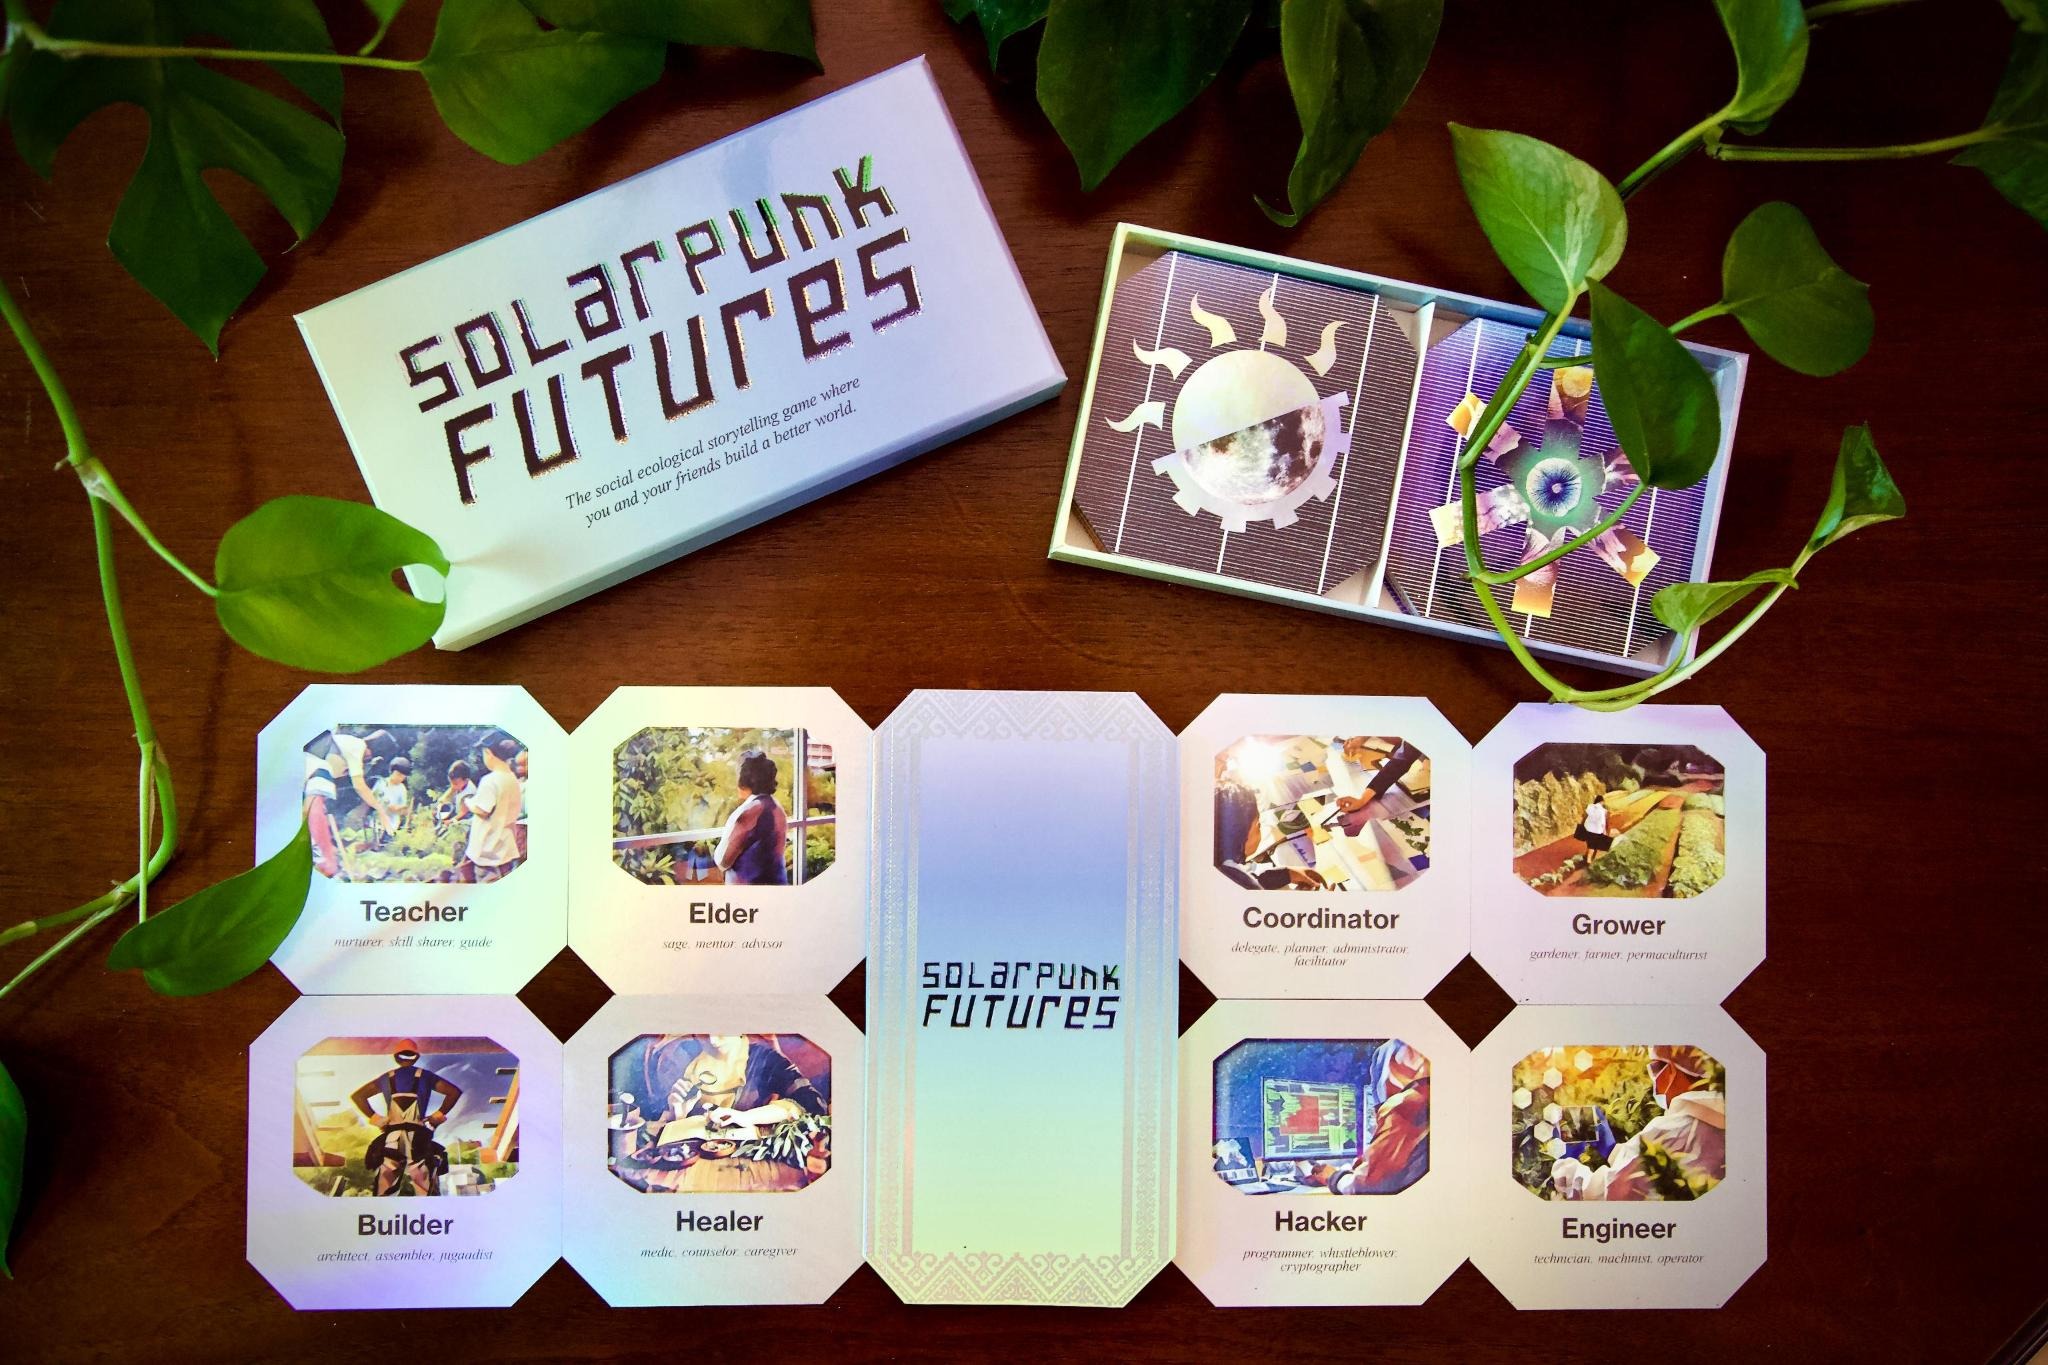 SOLARPUNK
FUTURES
The social ecological storytelling game where
you and your friends build a better world.
Teacher
nurturer, skill sharer, guide
Elder
sage, mentor, advisor
SOLARPUNK
FUTURES
Coordinator
delegate, planner, administrator,
facilitator
Grower
gardener, farmer, permaculturist
Builder
architect, assembler, jugaadist
Healer
medic, counselor, caregiver
Hacker
programmer, whistleblower,
cryptographer
Engineer
technician, machinist, operator